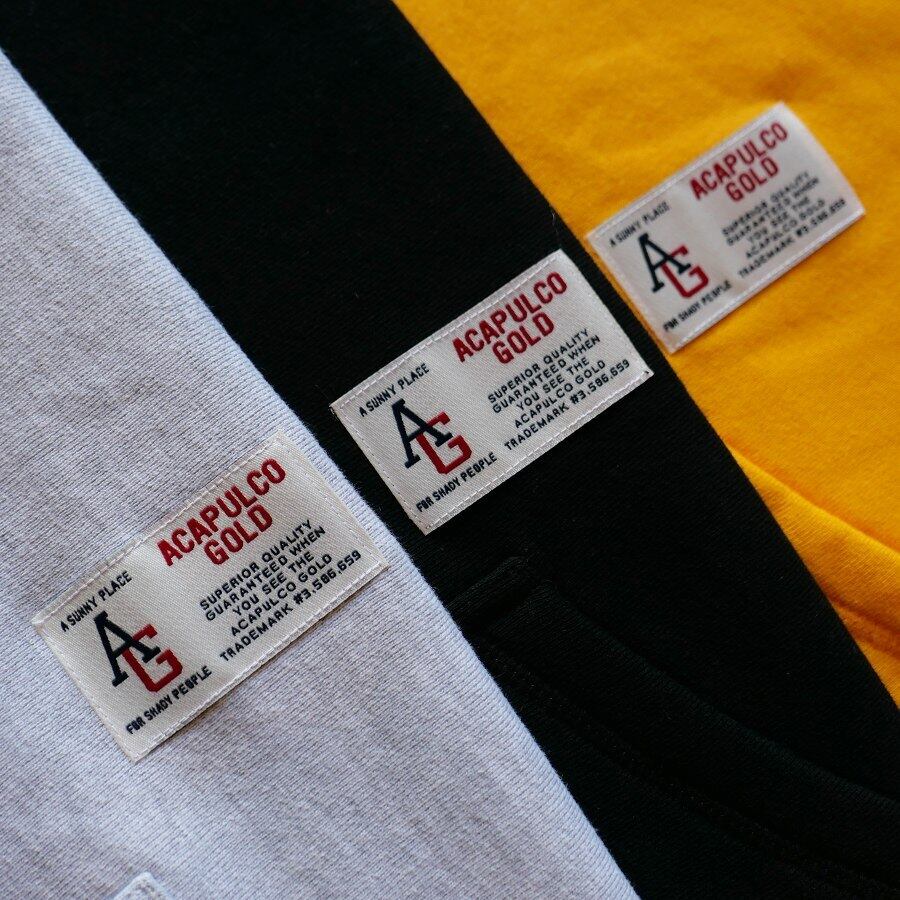 A SUNNY PLACE
AG
FOR SHADY PEOPLE
ACAPULCO
GOLD
SUPERIOR QUALITY
GUARANTEED WHEN
YOU SEE THE
ACAPULCO GOLD
TRADEMARK #3.586.659
A SUNNY PLACE
AG
FOR SHADY PEOPLE
ACAPULCO
GOLD
SUPERIOR QUALITY
GUARANTEED WHEN
YOU SEE THE
ACAPULCO GOLD
TRADEMARK #3.586.659
A SUNNY PLACE
AG
FOR SHADY PEOPLE
ACAPULCO
GOLD
SUPERIOR QUALITY
GUARANTEED WHEN
YOU SEE THE
ACAPULCO GOLD
TRADEMARK #3.586.659